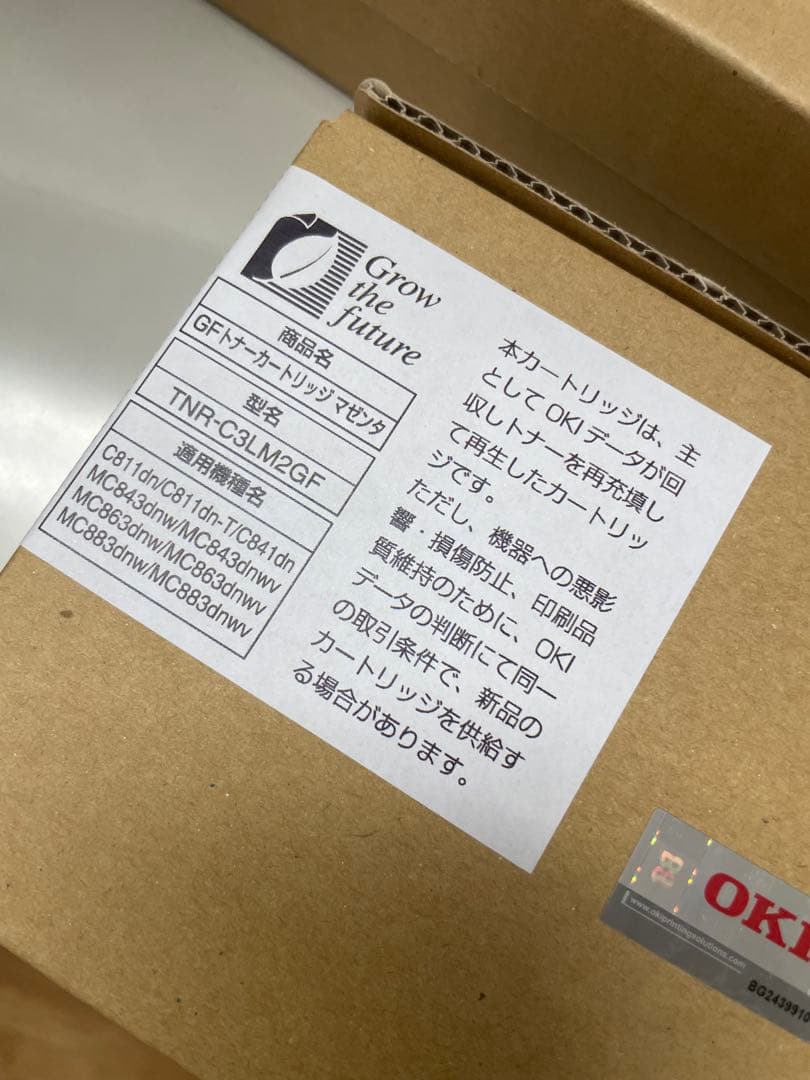 Grow
the
future
商品名
GFトナーカートリッジ マゼンタ
型名
TNR-C3LM2GF
適用機種名
C811dn/C811dn-T/C841dn
MC843dnw/MC843dnwv
MC863dnw/MC863dnwv
MC883dnw/MC883dnwv
本カートリッジは、主
としてOKIデータが回
収しトナーを再充填し
て再生したカートリッ
ジです。
ただし、機器への悪影
響・損傷防止、印刷品
質維持のために、OKI
データの判断にて同一
の取引条件で、新品の
カートリッジを供給す
る場合があります。
OKI
www.okiprintingsolutions.com
BG2439910